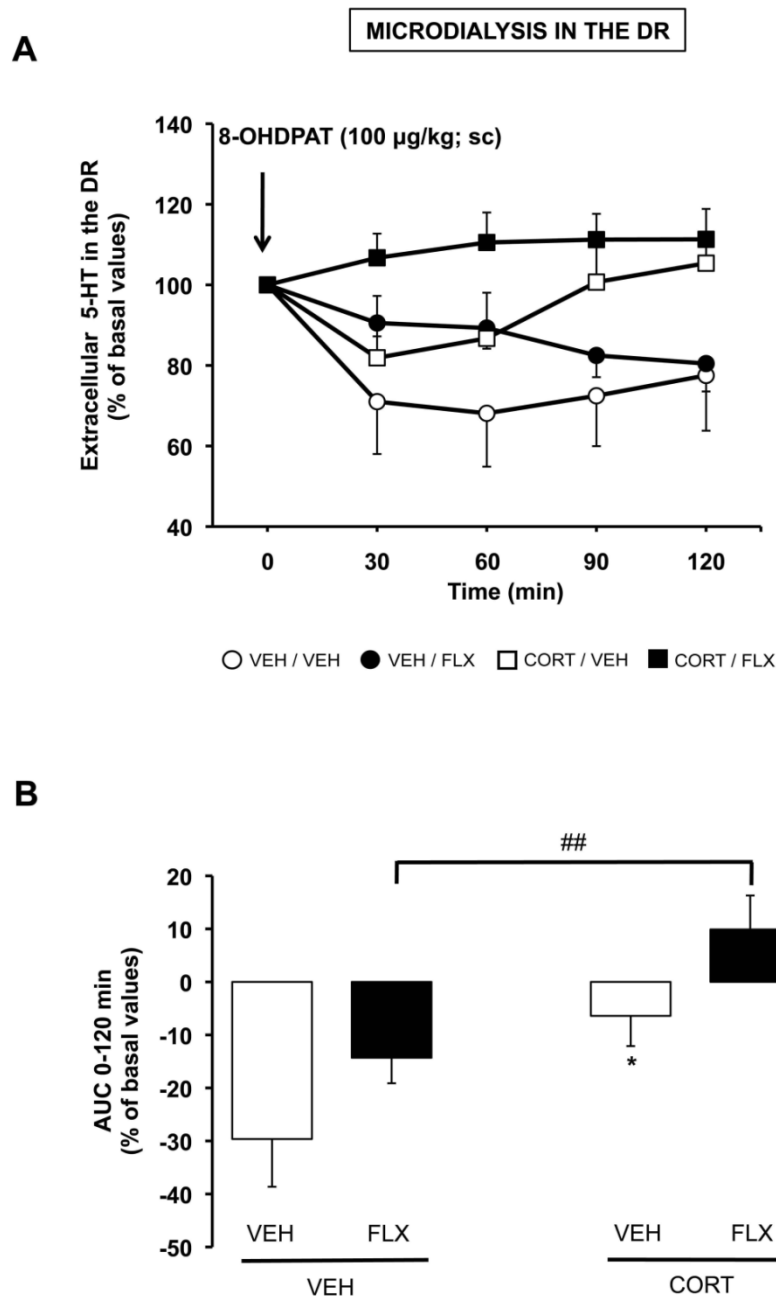 MICRODIALYSIS IN THE DR
A
Extracellular 5-HT in the DR
(% of basal values)
140
120
100
80
60
40
8-OHDPAT (100 µg/kg; sc)
0 30 60 90 120
Time (min)
VEH / VEH VEH / FLX CORT / VEH CORT / FLX
B
AUC 0-120 min
(% of basal values)
20
10
0
-10
-20
-30
-40
-50
##
*
VEH FLX VEH FLX
VEH CORT